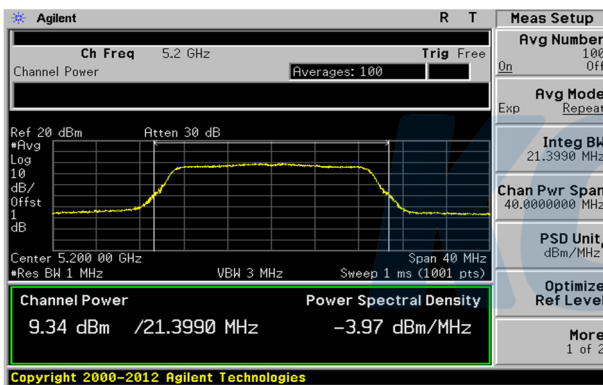 Agilent R T Meas Setup
Avg Number
100
On Off
Ch Freq 5.2 GHz Trig Free
Channel Power Averages: 100
Avg Mode
Exp Repeat
Ref 20 dBm Atten 30 dB
#Avg
Log
10
dB/
Offst
1
dB
Integ BW
21.3990 MHz
Chan Pwr Span
40.0000000 MHz
Center 5.200 00 GHz Span 40 MHz
#Res BW 1 MHz VBW 3 MHz Sweep 1 ms (1001 pts)
PSD Unit
dBm/MHz
Channel Power Power Spectral Density
9.34 dBm /21.3990 MHz -3.97 dBm/MHz
Optimize
Ref Level
More
1 of 2
Copyright 2000-2012 Agilent Technologies